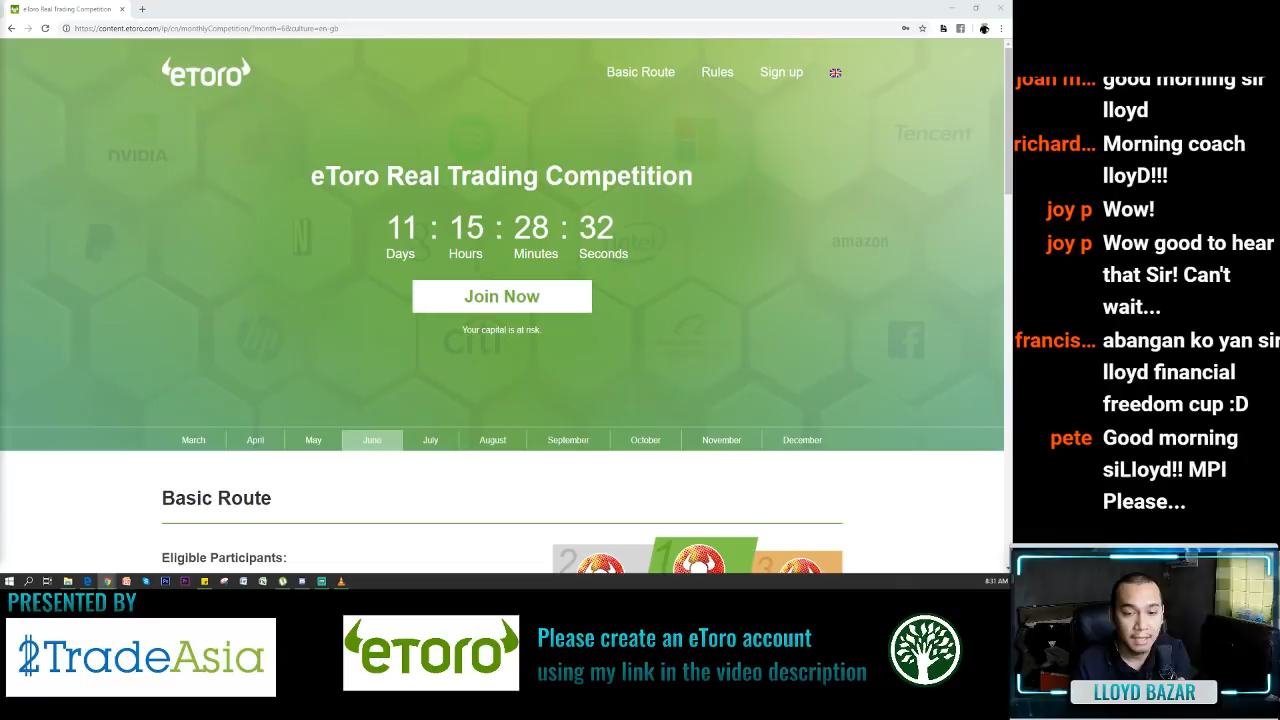 eToro Real Trading Competition
https://content.etoro.com/lp/cn/monthlyCompetition/?month=6&culture=en-gb
eToro
Basic Route
Rules
Sign up
NVIDIA
Tencent
eToro Real Trading Competition
11 : 15 : 28 : 32
Days Hours Minutes Seconds
intel
amazon
Join Now
Your capital is at risk.
hp
citi
March April May June July August September October November December
Basic Route
Eligible Participants:
2 1 3
8:31 AM
joan m... good morning sir
lloyd
richard... Morning coach
lloyD!!!
joy p Wow!
joy p Wow good to hear
that Sir! Can't
wait...
francis... abangan ko yan sir
lloyd financial
freedom cup :D
pete Good morning
siLloyd!! MPI
Please...
PRESENTED BY
2TradeAsia
eToro
Please create an eToro account
using my link in the video description
LLOYD BAZAR